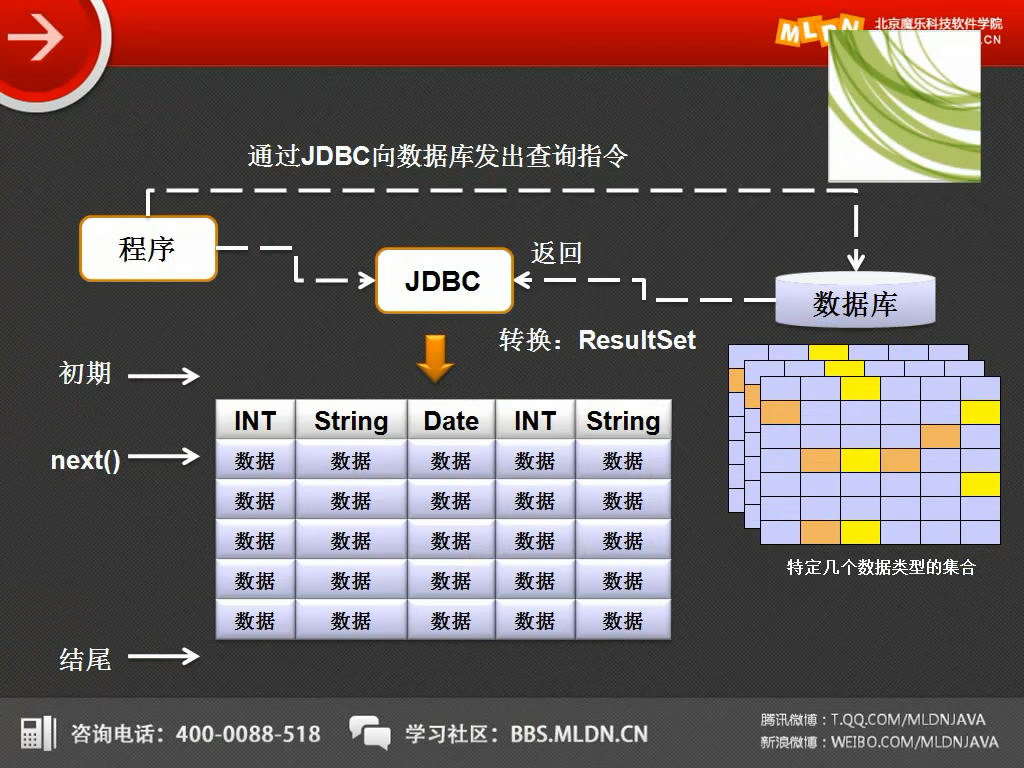 MLDN
北京魔乐科技软件学院
.CN
通过JDBC向数据库发出查询指令
程序
JDBC
返回
数据库
转换：ResultSet
初期
INT String Date INT String
next()
数据 数据 数据 数据 数据
数据 数据 数据 数据 数据
数据 数据 数据 数据 数据
数据 数据 数据 数据 数据
数据 数据 数据 数据 数据
特定几个数据类型的集合
结尾
咨询电话：400-0088-518
学习社区：BBS.MLDN.CN
腾讯微博：T.QQ.COM/MLDNJAVA
新浪微博：WEIBO.COM/MLDNJAVA